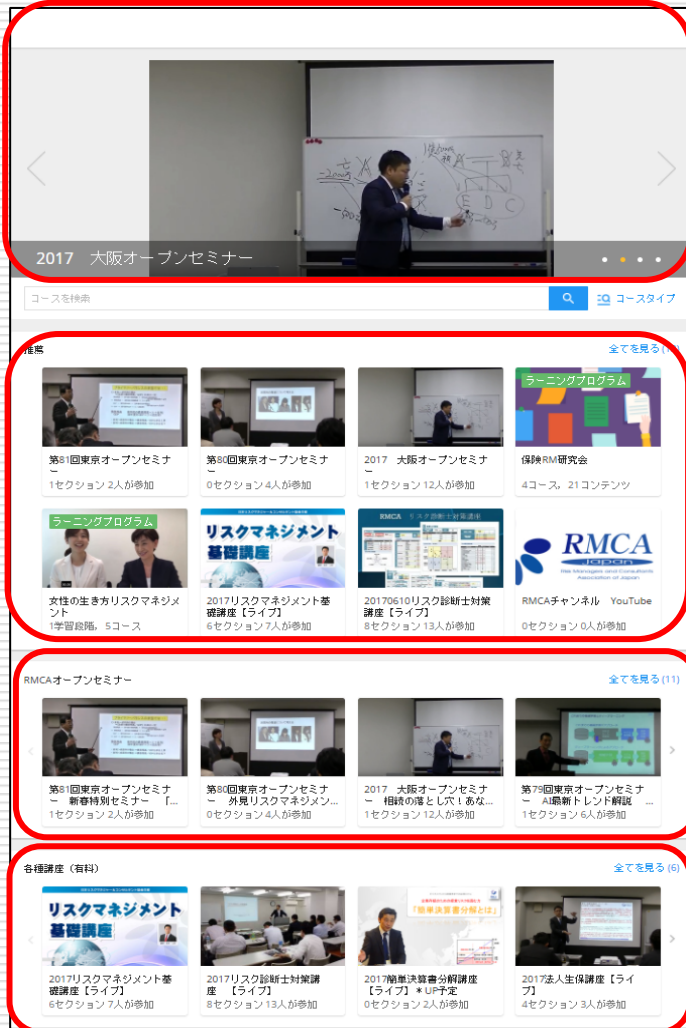 2017 大阪オープンセミナー
コースを検索
コースタイプ
推薦
全てを見る
第81回東京オープンセミナ
ー
1セクション 2人が参加
第80回東京オープンセミナ
ー
0セクション 4人が参加
2017 大阪オープンセミナ
ー
1セクション 12人が参加
ラーニングプログラム
保険RM研究会
4コース, 21コンテンツ
ラーニングプログラム
女性の生き方リスクマネジメ
ント
1学習段階, 5コース
リスクマネジメント
基礎講座
2017リスクマネジメント基
礎講座【ライブ】
6セクション 7人が参加
RMCA リスク診断士対策講座
20170610リスク診断士対策
講座【ライブ】
8セクション 13人が参加
RMCA
Japan
Risk Managers and Consultants
Association of Japan
RMCAチャンネル YouTube
0セクション 0人が参加
RMCAオープンセミナー
全てを見る (11)
第81回東京オープンセミナ
ー 新春特別セミナー 「...
1セクション 2人が参加
第80回東京オープンセミナ
ー 外見リスクマネジメン...
0セクション 4人が参加
2017 大阪オープンセミナ
ー 相続の落とし穴！あな...
1セクション 12人が参加
第79回東京オープンセミナ
ー AI最新トレンド解説 ...
1セクション 6人が参加
各種講座（有料）
全てを見る (6)
リスクマネジメント
基礎講座
2017リスクマネジメント基
礎講座【ライブ】
6セクション 7人が参加
2017リスク診断士対策講
座 【ライブ】
8セクション 13人が参加
「簡単決算書分解とは」
2017簡単決算書分解講座
【ライブ】＊UP予定
0セクション 2人が参加
2017法人生保講座【ライ
ブ】
4セクション 3人が参加